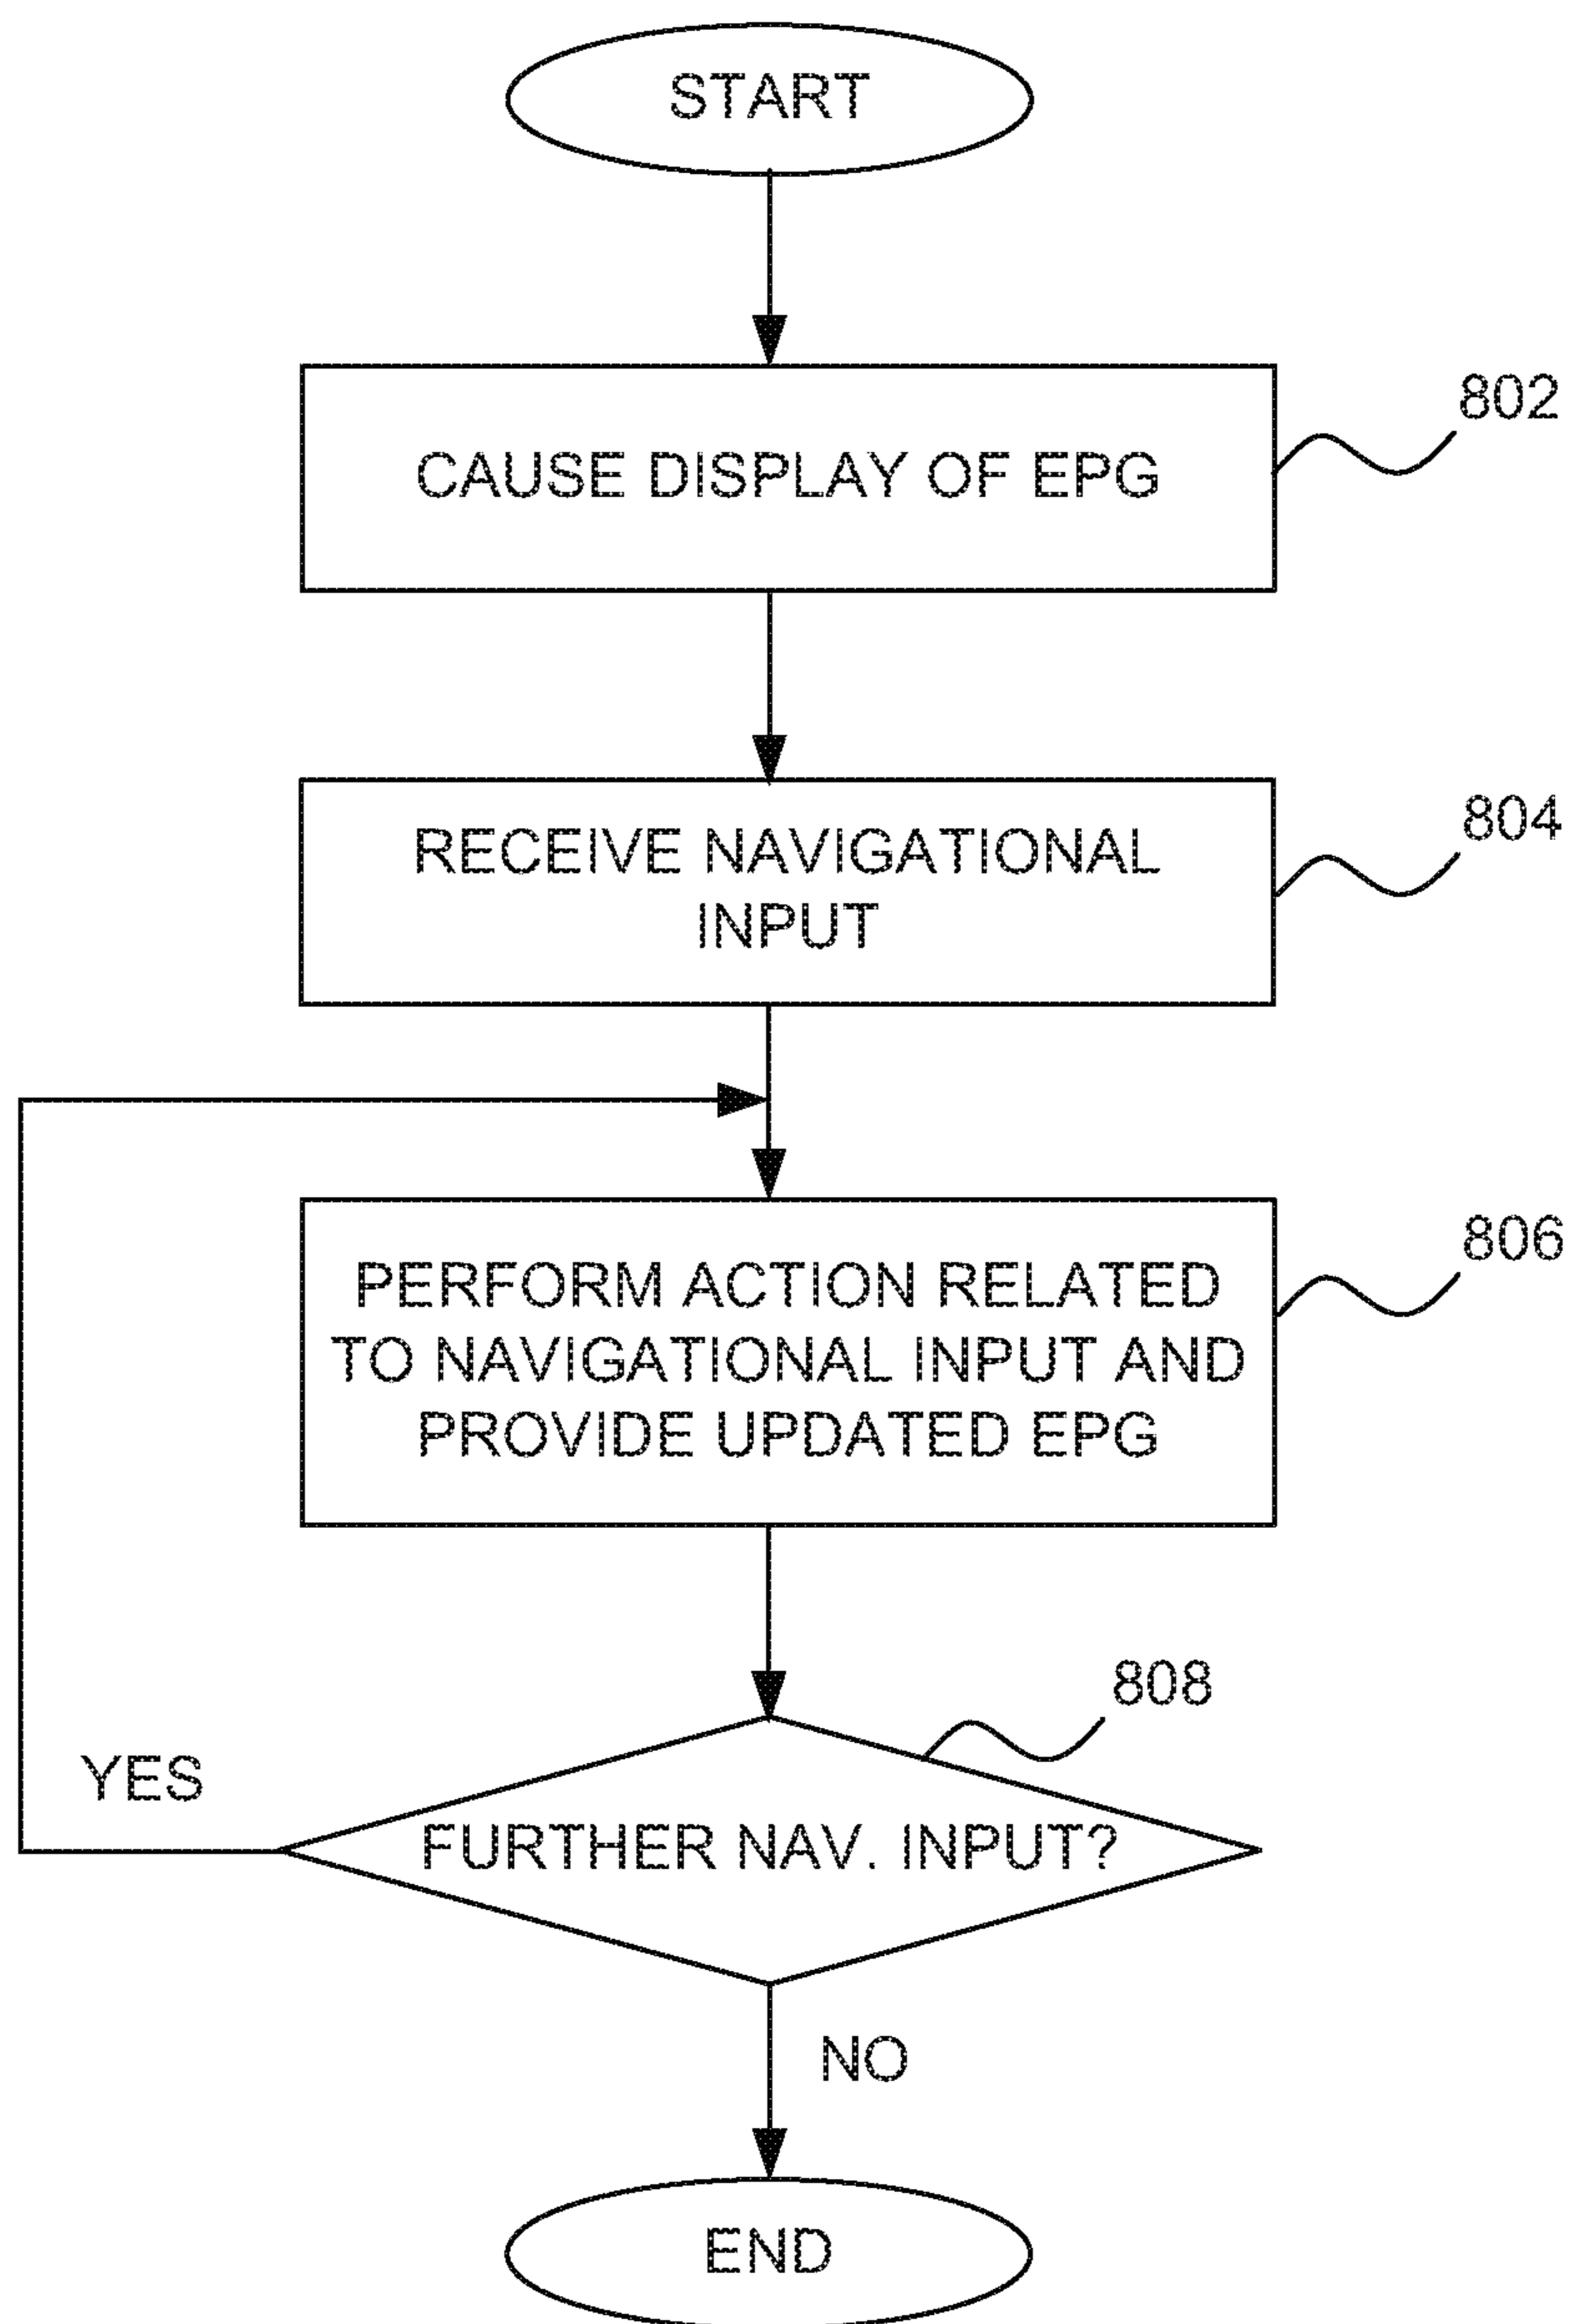 START
802
CAUSE DISPLAY OF EPG
804
RECEIVE NAVIGATIONAL
INPUT
806
PERFORM ACTION RELATED
TO NAVIGATIONAL INPUT AND
PROVIDE UPDATED EPG
808
YES
FURTHER NAV. INPUT?
NO
END